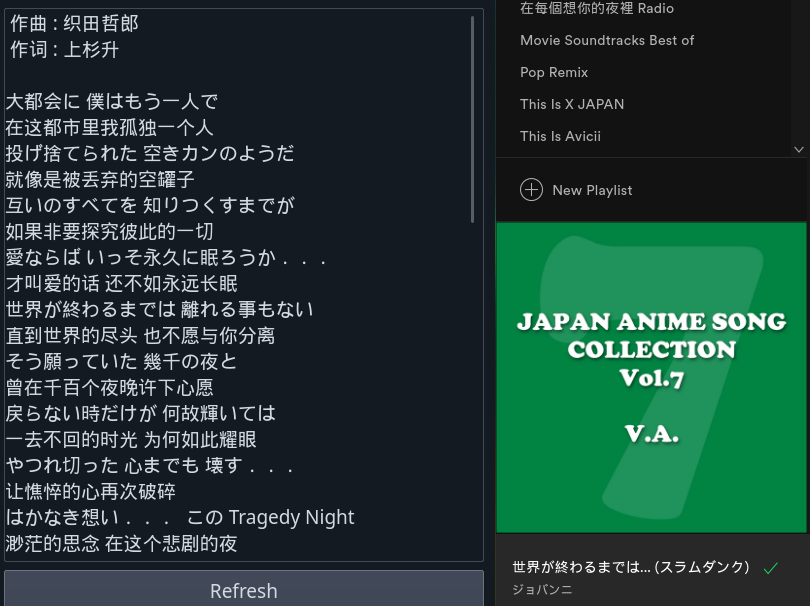 作曲 : 织田哲郎
作词 : 上杉升
大都会に 僕はもう一人で
在这都市里我孤独一个人
投げ捨てられた 空きカンのようだ
就像是被丢弃的空罐子
互いのすべてを 知りつくすまでが
如果非要探究彼此的一切
愛ならば いっそ永久に眠ろうか．．．
才叫爱的话 还不如永远长眠
世界が終わるまでは 離れる事もない
直到世界的尽头 也不愿与你分离
そう願っていた 幾千の夜と
曾在千百个夜晚许下心愿
戻らない時だけが 何故輝いては
一去不回的时光 为何如此耀眼
やつれ切った 心までも 壊す．．．
让憔悴的心再次破碎
はかなき想い．．． この Tragedy Night
渺茫的思念 在这个悲剧的夜
Refresh
在每個想你的夜裡 Radio
Movie Soundtracks Best of
Pop Remix
This Is X JAPAN
This Is Avicii
New Playlist
JAPAN ANIME SONG
COLLECTION
Vol.7
V.A.
世界が終わるまでは... (スラムダンク)
ジョバンニ